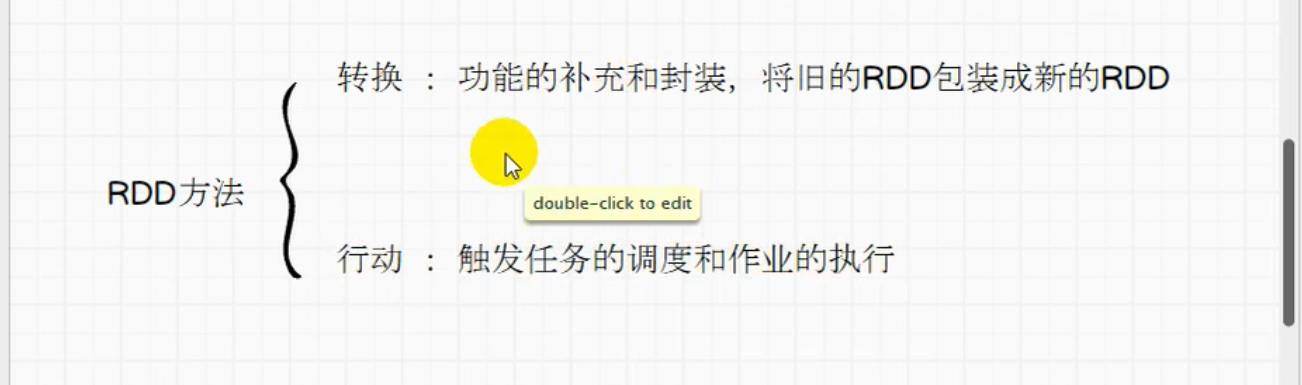 转换 : 功能的补充和封装，将旧的RDD包装成新的RDD
double-click to edit
RDD方法
行动 : 触发任务的调度和作业的执行